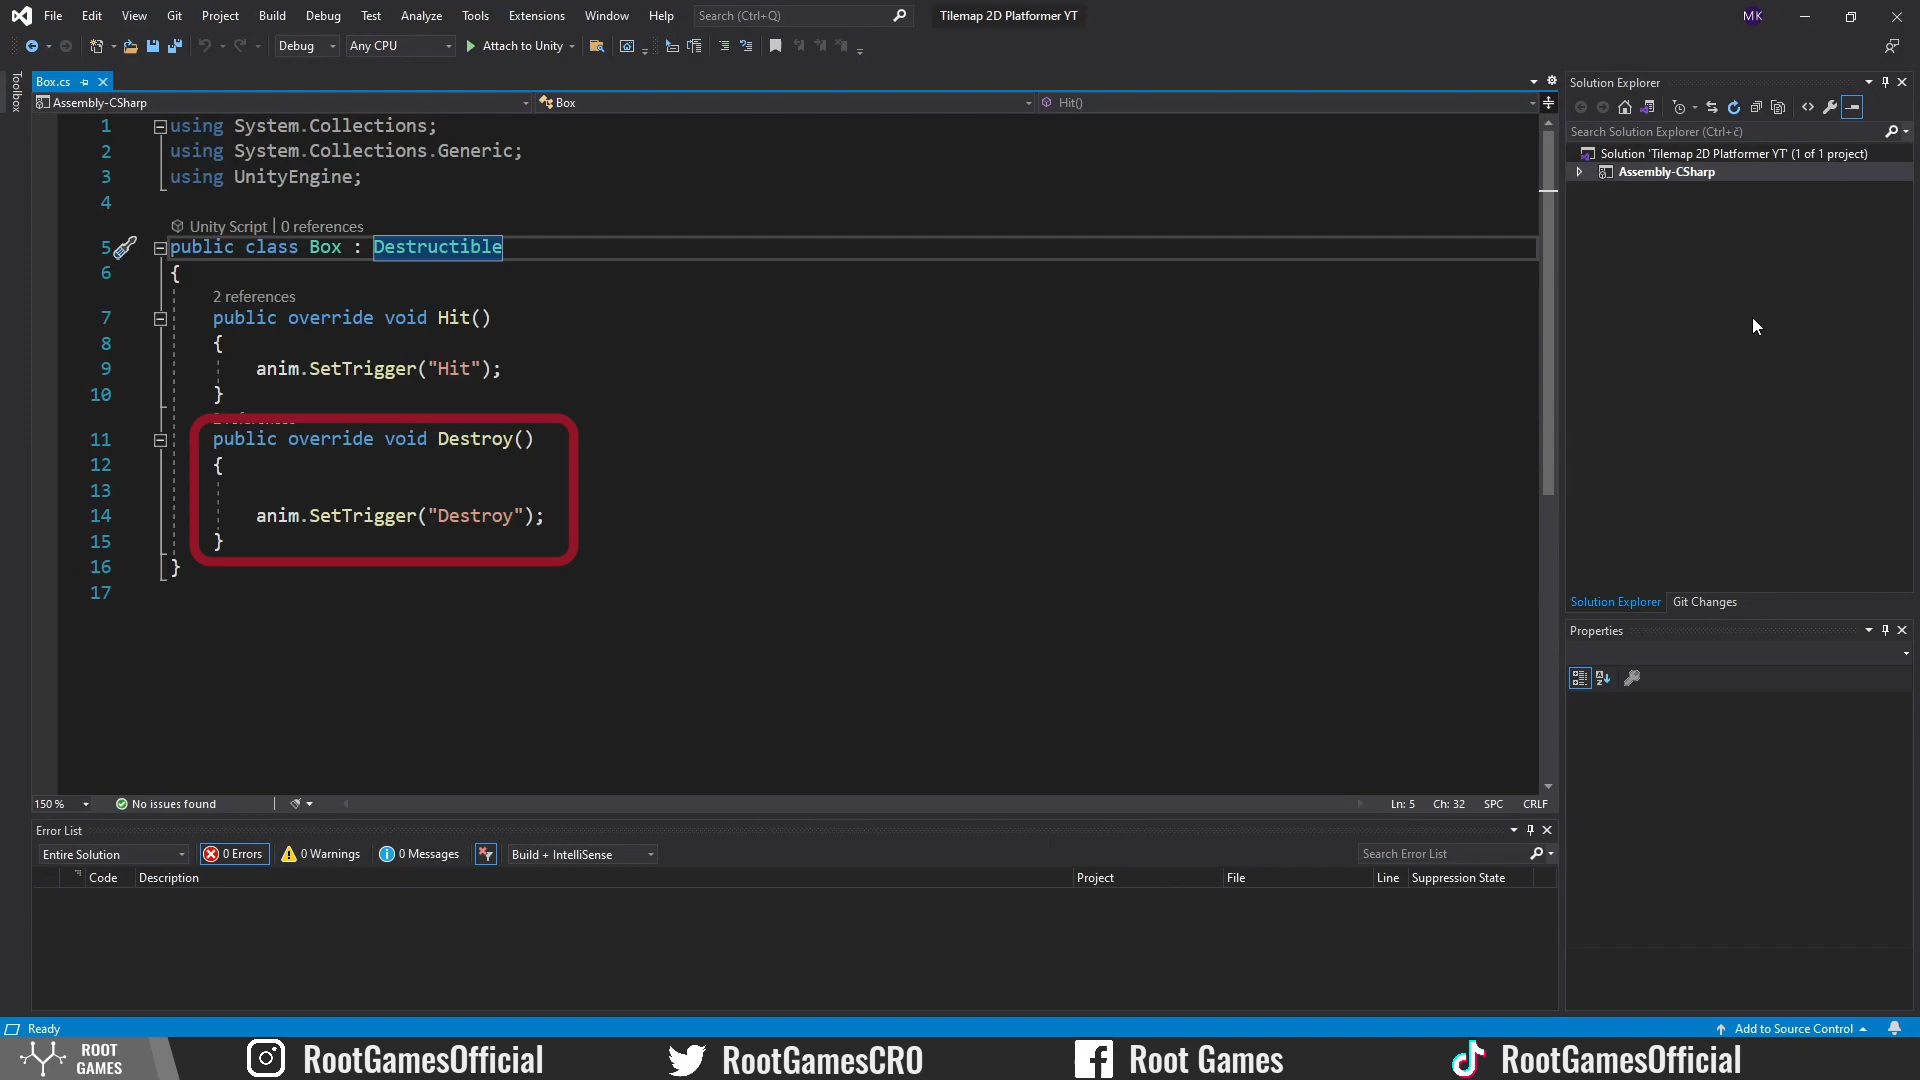 File Edit View Git Project Build Debug Test Analyze Tools Extensions Window Help Search (Ctrl+Q) Tilemap 2D Platformer YT MK
Debug Any CPU Attach to Unity
Toolbox
Box.cs
Assembly-CSharp Box Hit()
1 using System.Collections;
2 using System.Collections.Generic;
3 using UnityEngine;
4
Unity Script | 0 references
5 public class Box : Destructible
6 {
2 references
7 public override void Hit()
8 {
9 anim.SetTrigger("Hit");
10 }
11 public override void Destroy()
12 {
13
14 anim.SetTrigger("Destroy");
15 }
16 }
17
150 % No issues found Ln: 5 Ch: 32 SPC CRLF
Error List
Entire Solution 0 Errors 0 Warnings 0 Messages Build + IntelliSense Search Error List
Code Description Project File Line Suppression State
Solution Explorer
Search Solution Explorer (Ctrl+č)
Solution 'Tilemap 2D Platformer YT' (1 of 1 project)
Assembly-CSharp
Solution Explorer Git Changes
Properties
Ready Add to Source Control
ROOT GAMES RootGamesOfficial RootGamesCRO Root Games RootGamesOfficial